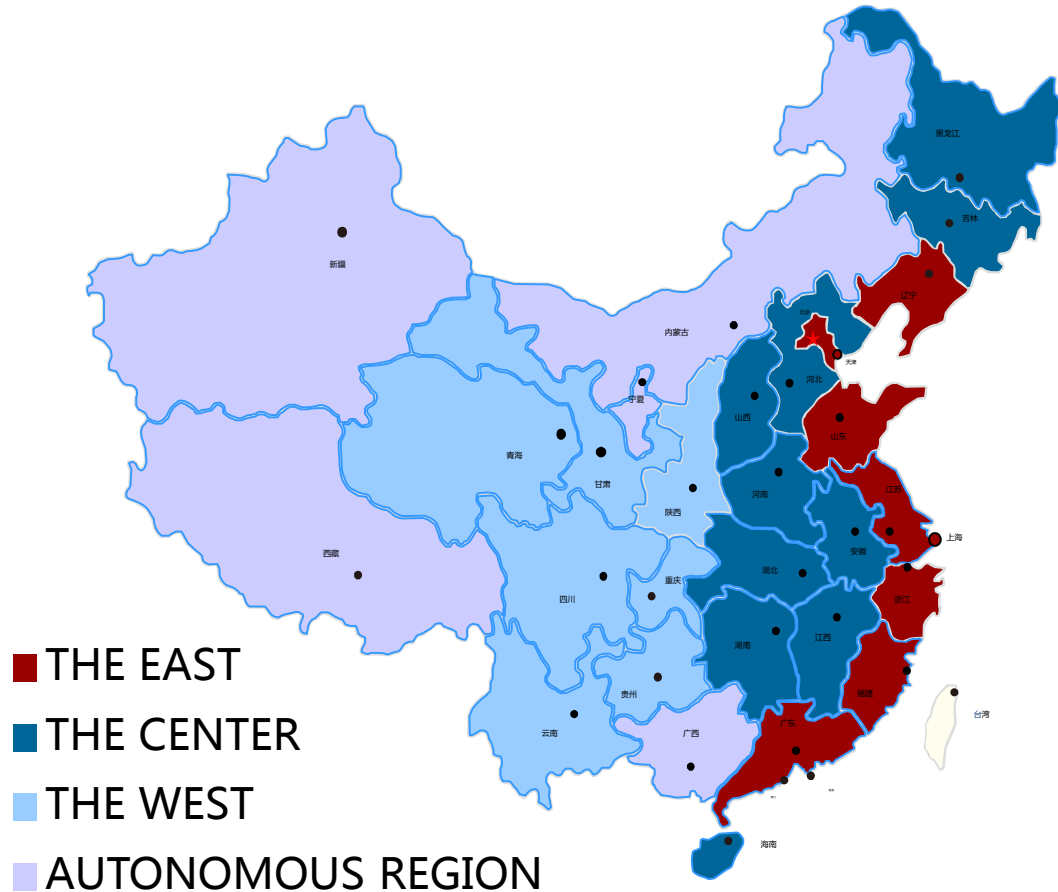 黑龙江
吉林
新疆
辽宁
北京
内蒙古
天津
河北
宁夏
山西
山东
青海
甘肃
河南
江苏
陕西
上海
安徽
西藏
湖北
重庆
四川
浙江
江西
湖南
贵州
福建
台湾
广东
云南
广西
海南
THE EAST
THE CENTER
THE WEST
AUTONOMOUS REGION